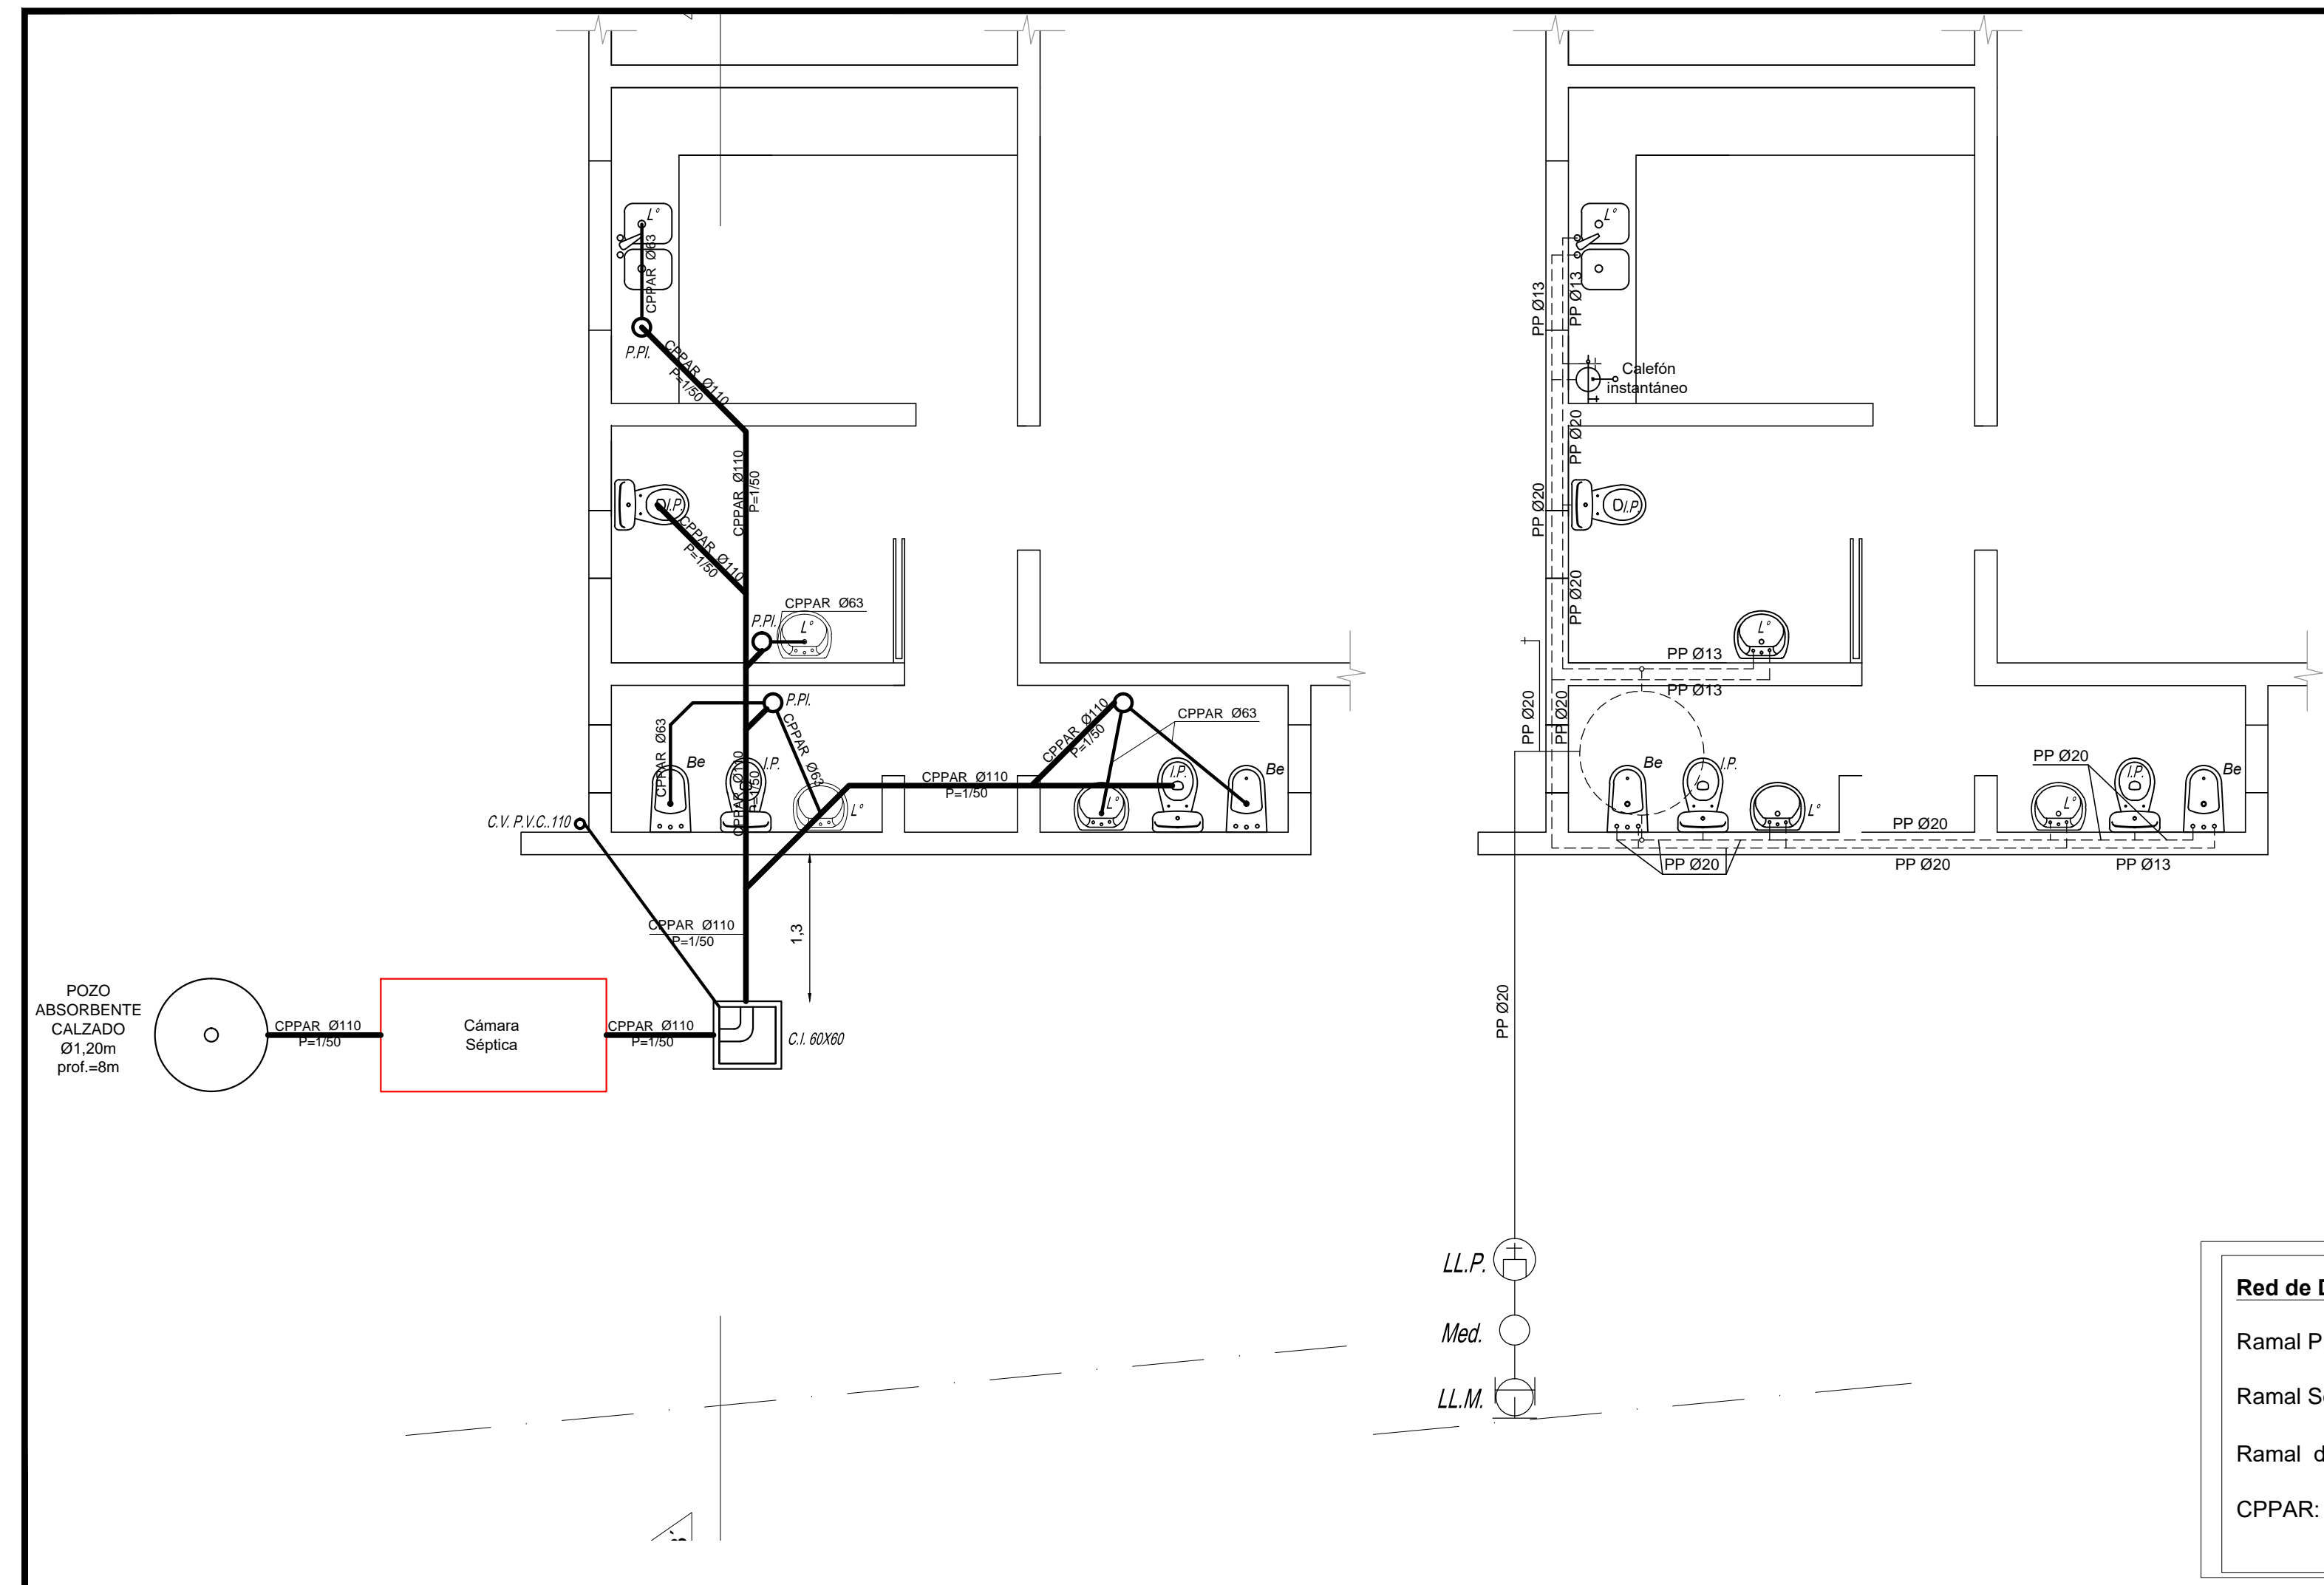 L°
CPPAR Ø63
P.Pl.
CPPAR Ø110
P=1/50
CPPAR Ø110
P=1/50
I.P.
CPPAR Ø110
P=1/50
CPPAR Ø63
P.Pl.
L°
P.Pl.
CPPAR Ø63
CPPAR Ø63
Be
I.P.
CPPAR Ø110
P=1/50
L°
CPPAR Ø110
P=1/50
CPPAR Ø110
P=1/50
CPPAR Ø63
L°
I.P.
Be
C.V. P.V.C..110
CPPAR Ø110
P=1/50
1,3
POZO
ABSORBENTE
CALZADO
Ø1,20m
prof.=8m
CPPAR Ø110
P=1/50
Cámara
Séptica
CPPAR Ø110
P=1/50
C.I. 60X60
L°
PP Ø13
PP Ø13
Calefón
instantáneo
PP Ø20
PP Ø20
I.P.
PP Ø20
L°
PP Ø13
PP Ø13
PP Ø20
PP Ø20
Be
I.P.
L°
PP Ø20
PP Ø20
PP Ø20
PP Ø20
L°
I.P.
Be
PP Ø13
PP Ø20
LL.P.
Med.
LL.M.
Red de
Ramal P
Ramal S
Ramal d
CPPAR: